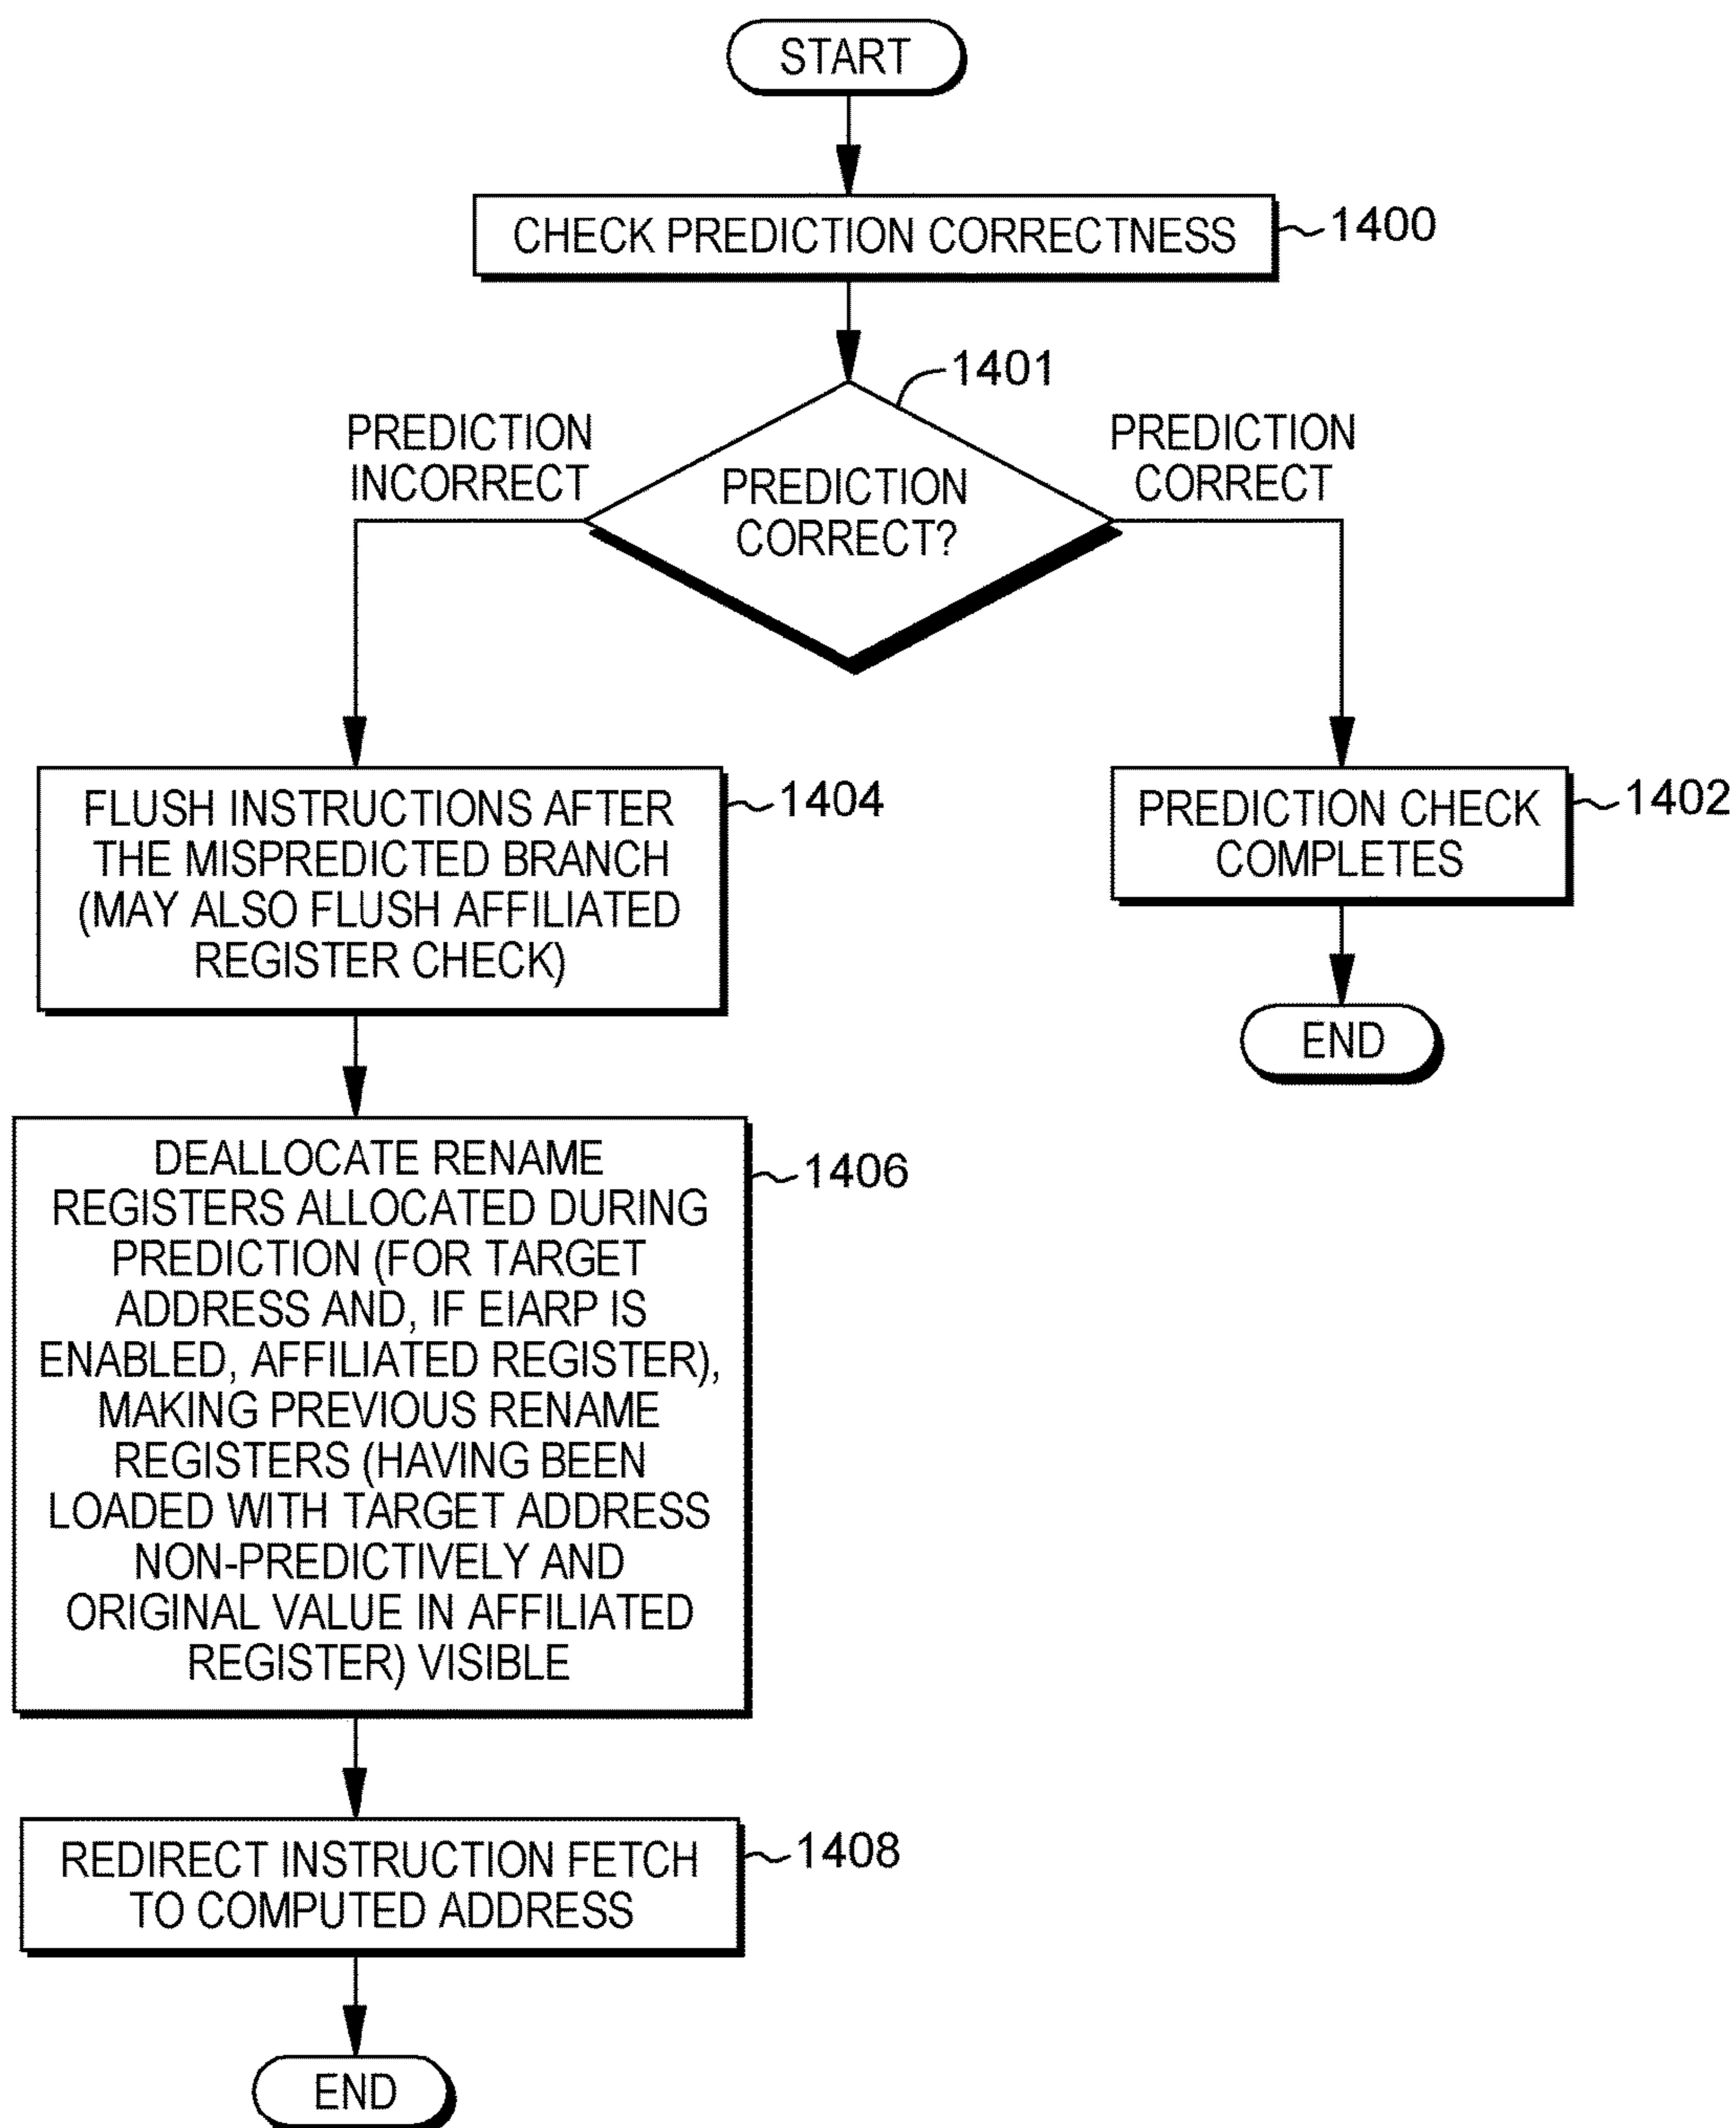 START
CHECK PREDICTION CORRECTNESS
1400
1401
PREDICTION
INCORRECT
PREDICTION
CORRECT?
PREDICTION
CORRECT
FLUSH INSTRUCTIONS AFTER
THE MISPREDICTED BRANCH
(MAY ALSO FLUSH AFFILIATED
REGISTER CHECK)
1404
PREDICTION CHECK
COMPLETES
1402
END
DEALLOCATE RENAME
REGISTERS ALLOCATED DURING
PREDICTION (FOR TARGET
ADDRESS AND, IF EIARP IS
ENABLED, AFFILIATED REGISTER),
MAKING PREVIOUS RENAME
REGISTERS (HAVING BEEN
LOADED WITH TARGET ADDRESS
NON-PREDICTIVELY AND
ORIGINAL VALUE IN AFFILIATED
REGISTER) VISIBLE
1406
REDIRECT INSTRUCTION FETCH
TO COMPUTED ADDRESS
1408
END